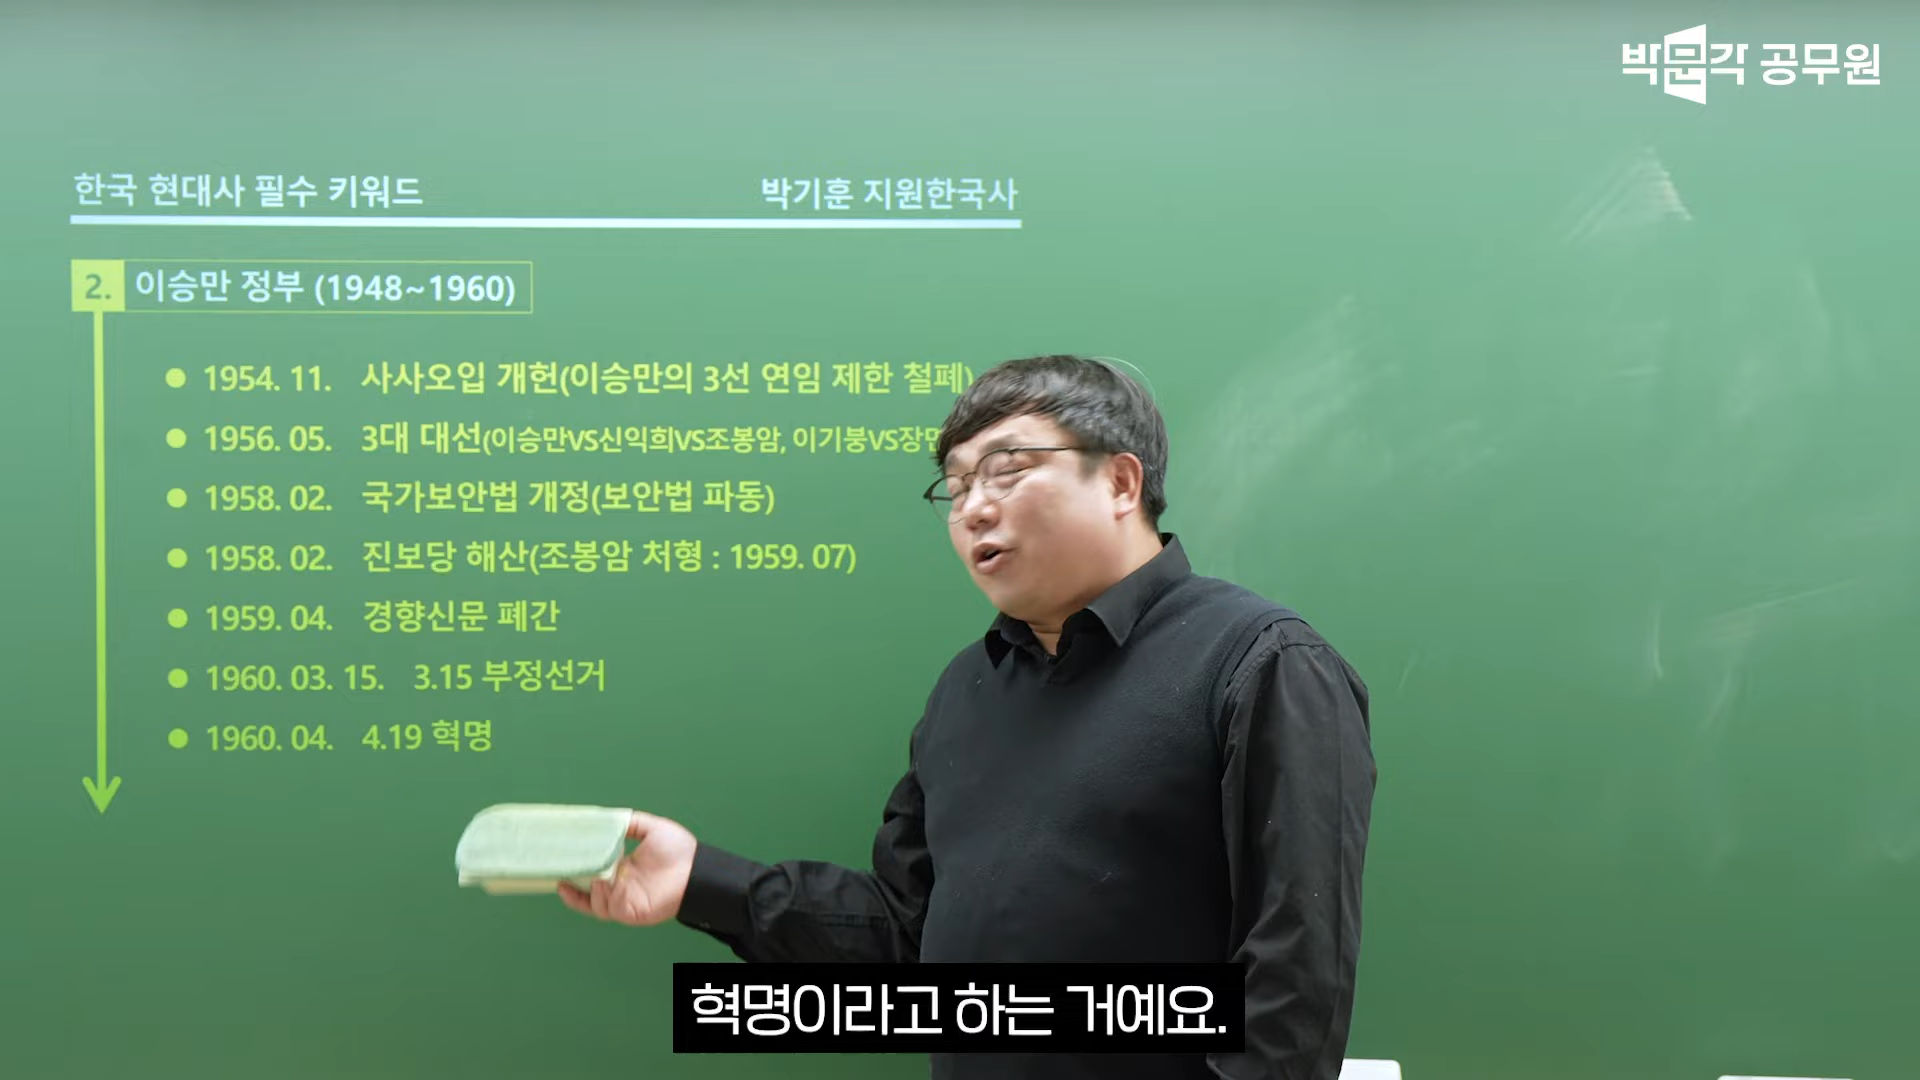 박문각 공무원
한국 현대사 필수 키워드 박기훈 지원한국사
2. 이승만 정부 (1948~1960)
1954. 11. 사사오입 개헌(이승만의 3선 연임 제한 철폐)
1956. 05. 3대 대선(이승만VS신익희VS조봉암, 이기붕VS장면
1958. 02. 국가보안법 개정(보안법 파동)
1958. 02. 진보당 해산(조봉암 처형 : 1959. 07)
1959. 04. 경향신문 폐간
1960. 03. 15. 3.15 부정선거
1960. 04. 4.19 혁명
혁명이라고 하는 거예요.